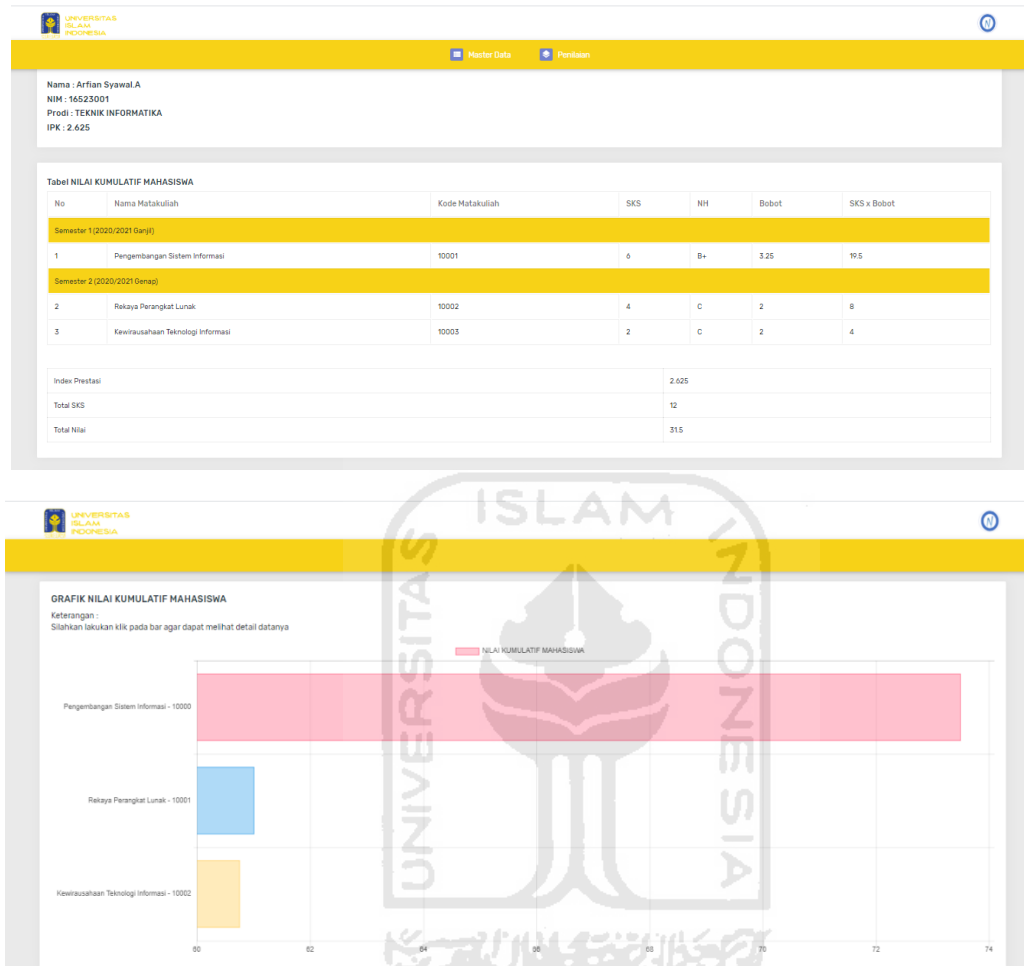 UNIVERSITAS
ISLAM
INDONESIA
Master Data Penilaian
Nama : Arfian Syawal.A
NIM : 16523001
Prodi : TEKNIK INFORMATIKA
IPK : 2.625
Tabel NILAI KUMULATIF MAHASISWA
No Nama Matakuliah Kode Matakuliah SKS NH Bobot SKS x Bobot
Semester 1 (2020/2021 Ganjil)
1 Pengembangan Sistem Informasi 10001 6 B+ 3.25 19.5
Semester 2 (2020/2021 Genap)
2 Rekaya Perangkat Lunak 10002 4 C 2 8
3 Kewirausahaan Teknologi Informasi 10003 2 C 2 4
Index Prestasi 2.625
Total SKS 12
Total Nilai 31.5
UNIVERSITAS
ISLAM
INDONESIA
GRAFIK NILAI KUMULATIF MAHASISWA
Keterangan :
Silahkan lakukan klik pada bar agar dapat melihat detail datanya
NILAI KUMULATIF MAHASISWA
Pengembangan Sistem Informasi - 10000
Rekaya Perangkat Lunak - 10001
Kewirausahaan Teknologi Informasi - 10002
60 62 64 66 68 70 72 74
UNIVERSITAS ISLAM INDONESIA